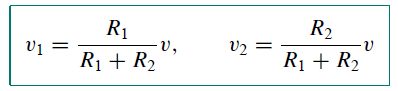 v₁ = R₁ / (R₁ + R₂) v, v₂ = R₂ / (R₁ + R₂) v